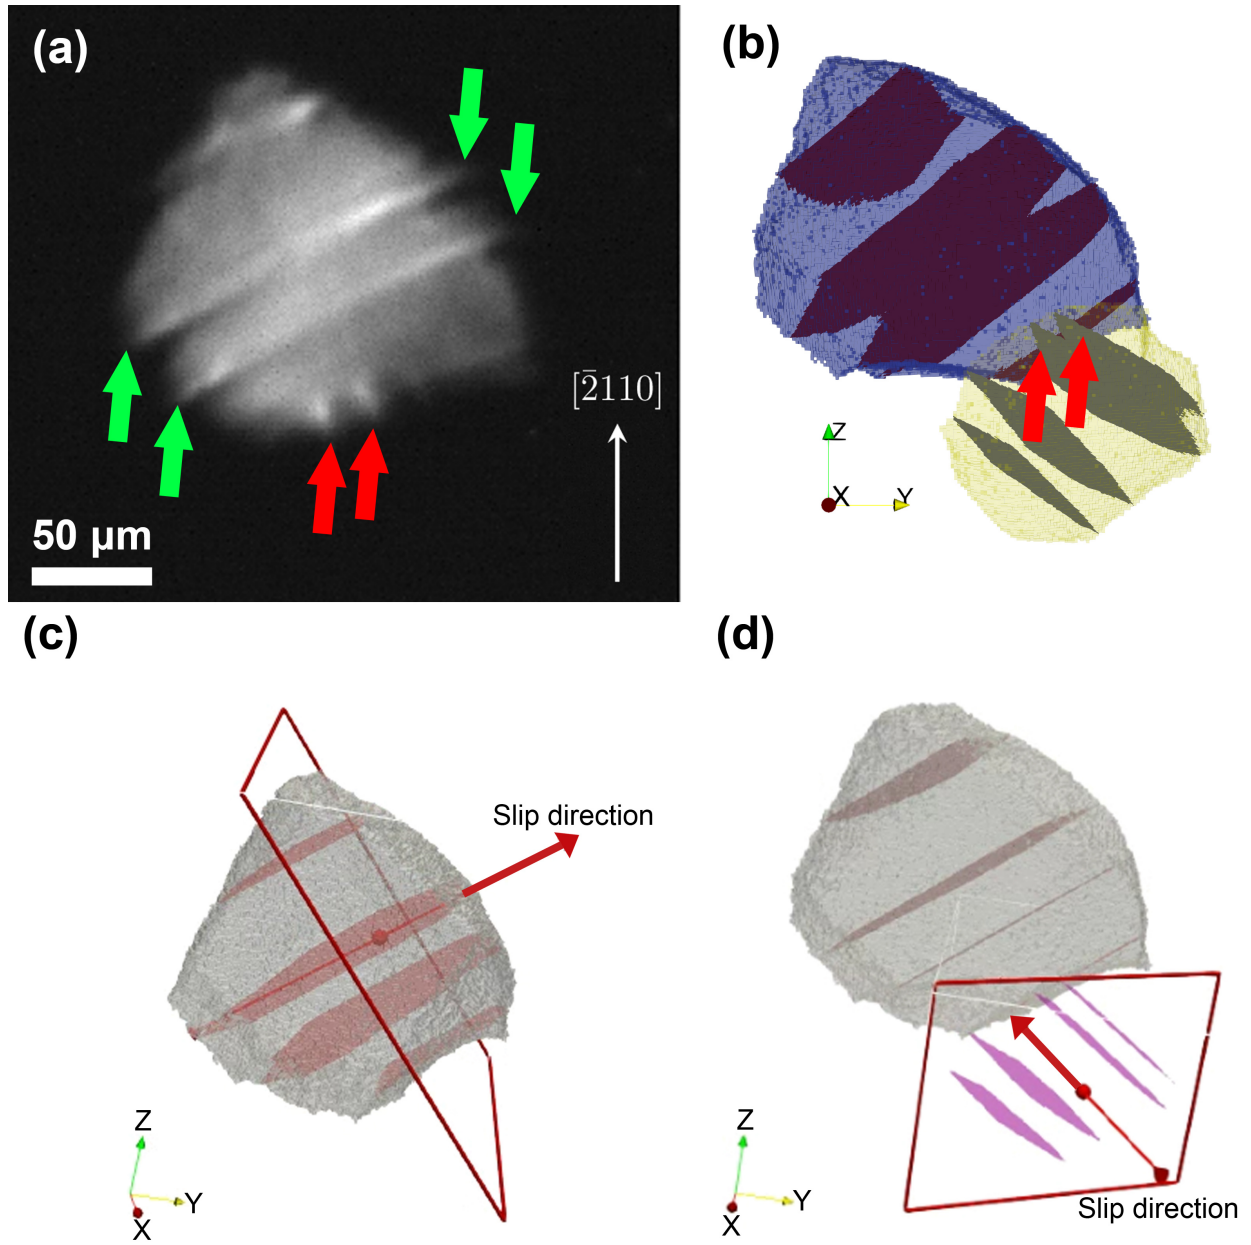 (a)
[2̄110]
50 µm
(b)
Z
X
Y
(c)
Slip direction
Z
Y
X
(d)
Z
Y
X
Slip direction